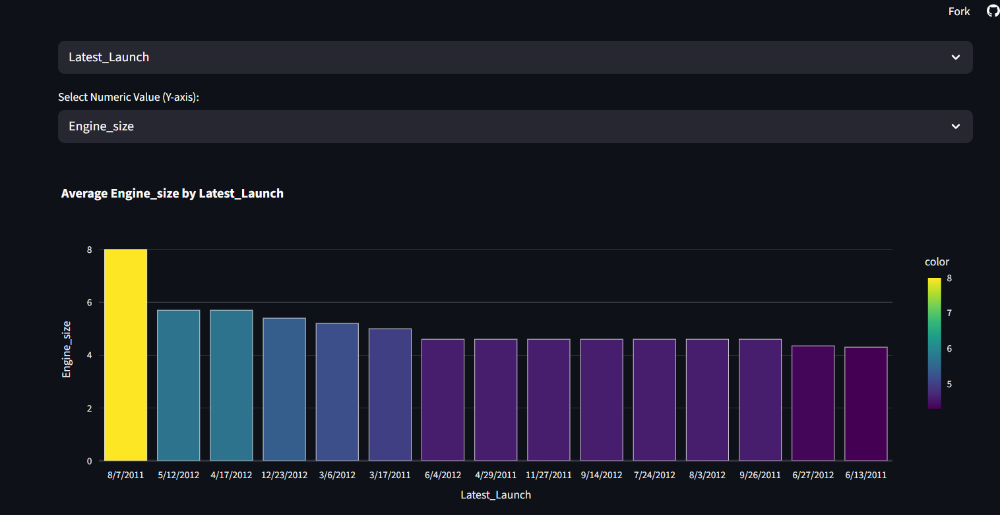 Fork
Latest_Launch
Select Numeric Value (Y-axis):
Engine_size
Average Engine_size by Latest_Launch
8
6
4
2
0
Engine_size
8/7/2011 5/12/2012 4/17/2012 12/23/2012 3/6/2012 3/17/2011 6/4/2012 4/29/2011 11/27/2011 9/14/2012 7/24/2012 8/3/2012 9/26/2011 6/27/2012 6/13/2011
Latest_Launch
color
8
7
6
5